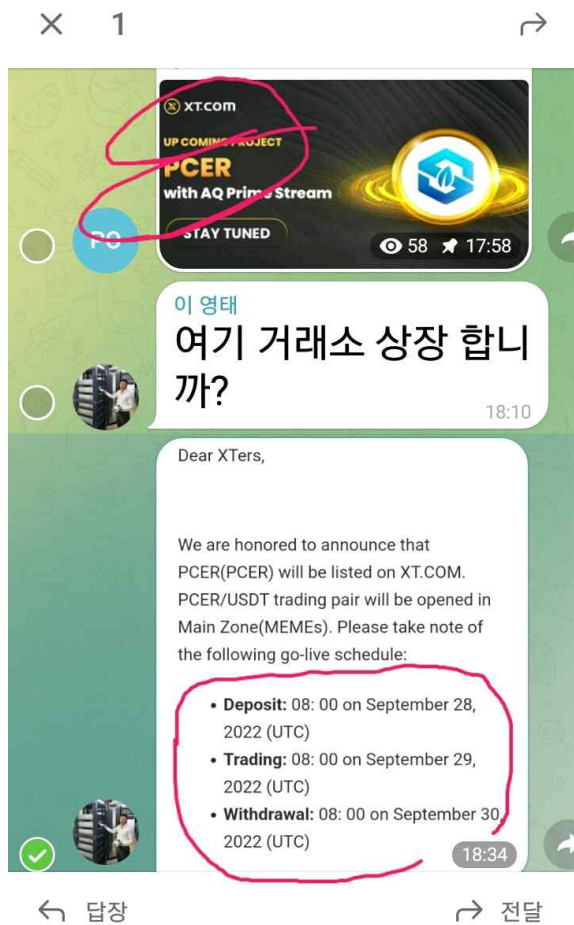 1
XT.COM
UP COMING PROJECT
PCER
with AQ Prime Stream
STAY TUNED
58 17:58
PO
이 영태
여기 거래소 상장 합니
까?
18:10
Dear XTers,
We are honored to announce that
PCER(PCER) will be listed on XT.COM.
PCER/USDT trading pair will be opened in
Main Zone(MEMEs). Please take note of
the following go-live schedule:
• Deposit: 08: 00 on September 28,
2022 (UTC)
• Trading: 08: 00 on September 29,
2022 (UTC)
• Withdrawal: 08: 00 on September 30,
2022 (UTC)
18:34
답장
전달